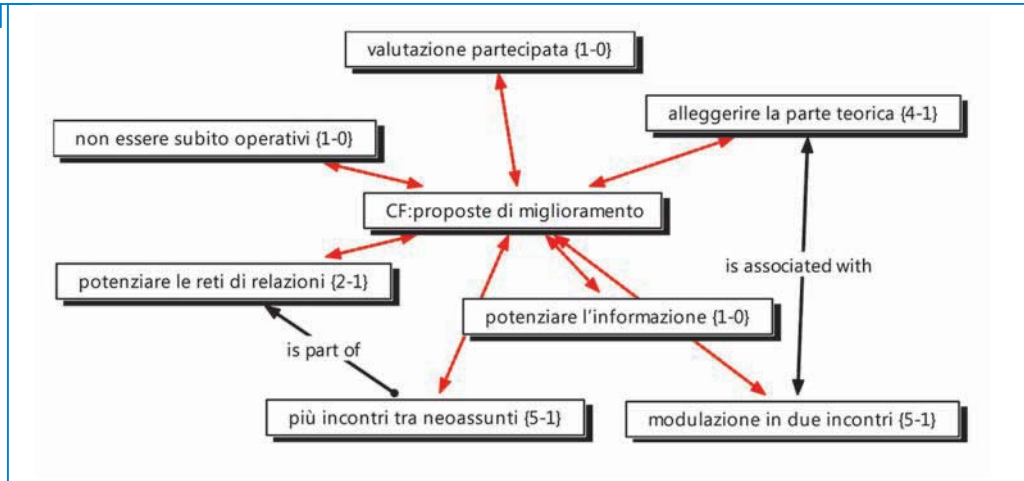 valutazione partecipata {1-0}
alleggerire la parte teorica {4-1}
non essere subito operativi {1-0}
CF:proposte di miglioramento
is associated with
potenziare le reti di relazioni {2-1}
potenziare l'informazione {1-0}
is part of
più incontri tra neoassunti {5-1}
modulazione in due incontri {5-1}